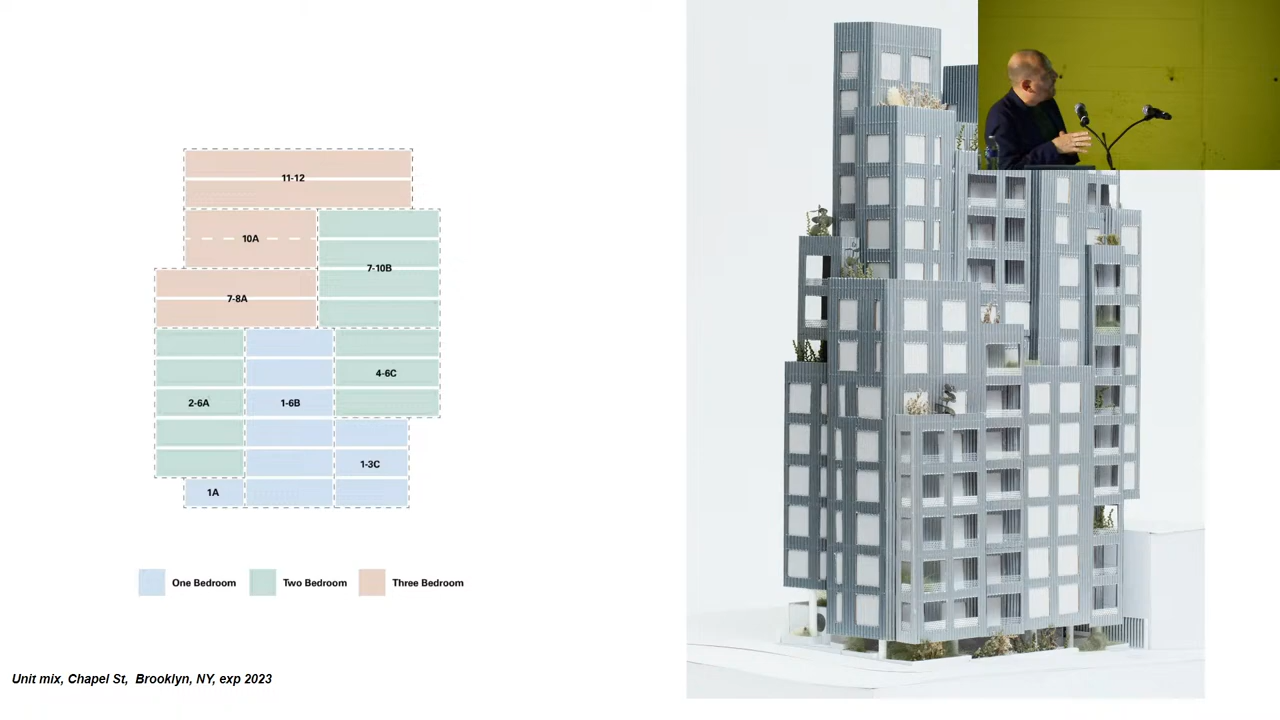 11-12
10A
7-10B
7-8A
4-6C
2-6A
1-6B
1-3C
1A
One Bedroom Two Bedroom Three Bedroom
Unit mix, Chapel St, Brooklyn, NY, exp 2023